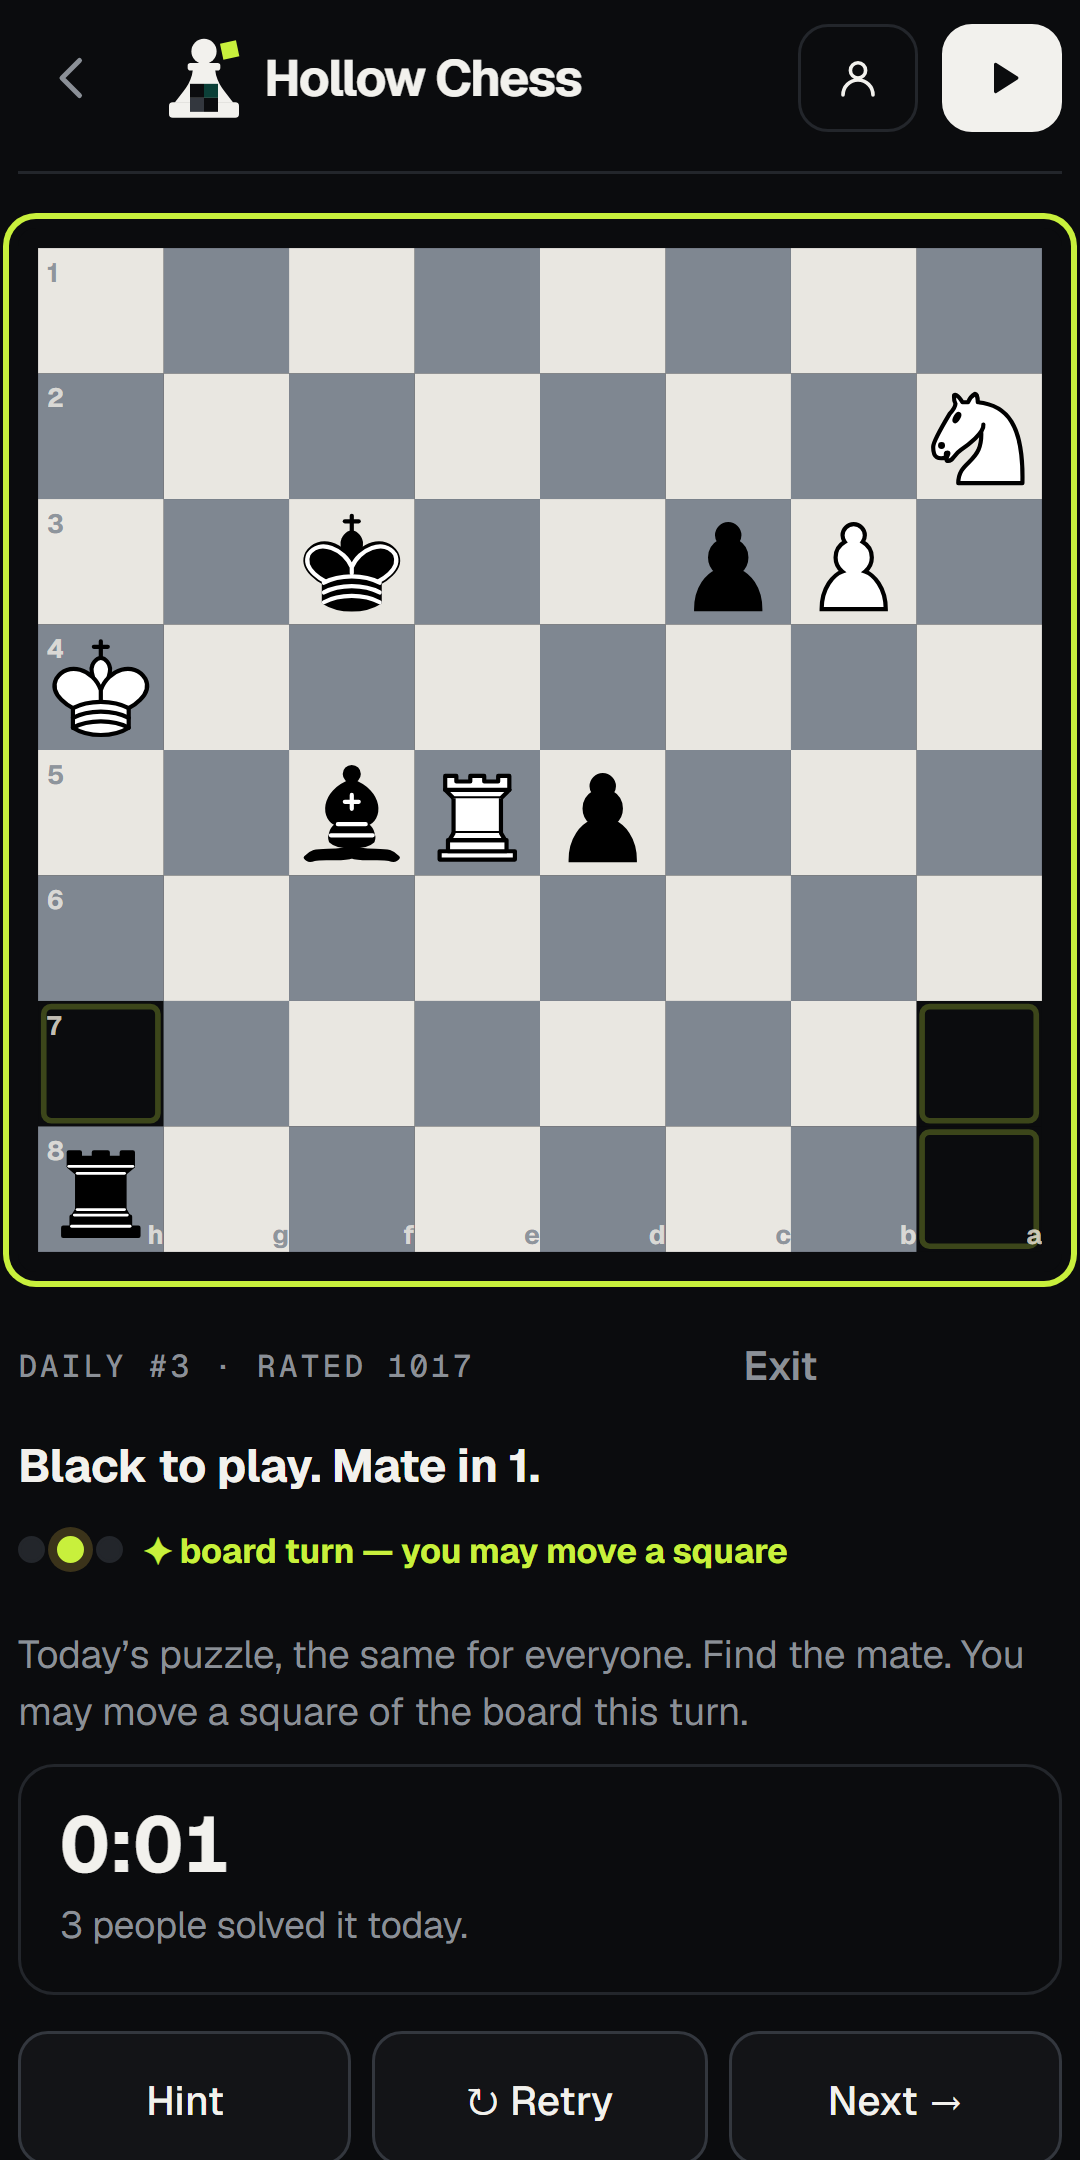 Hollow Chess
1
2
3
4
5
6
7
8
h g f e d c b a
DAILY #3 · RATED 1017
Exit
Black to play. Mate in 1.
✦ board turn — you may move a square
Today’s puzzle, the same for everyone. Find the mate. You
may move a square of the board this turn.
0:01
3 people solved it today.
Hint
↻ Retry
Next →